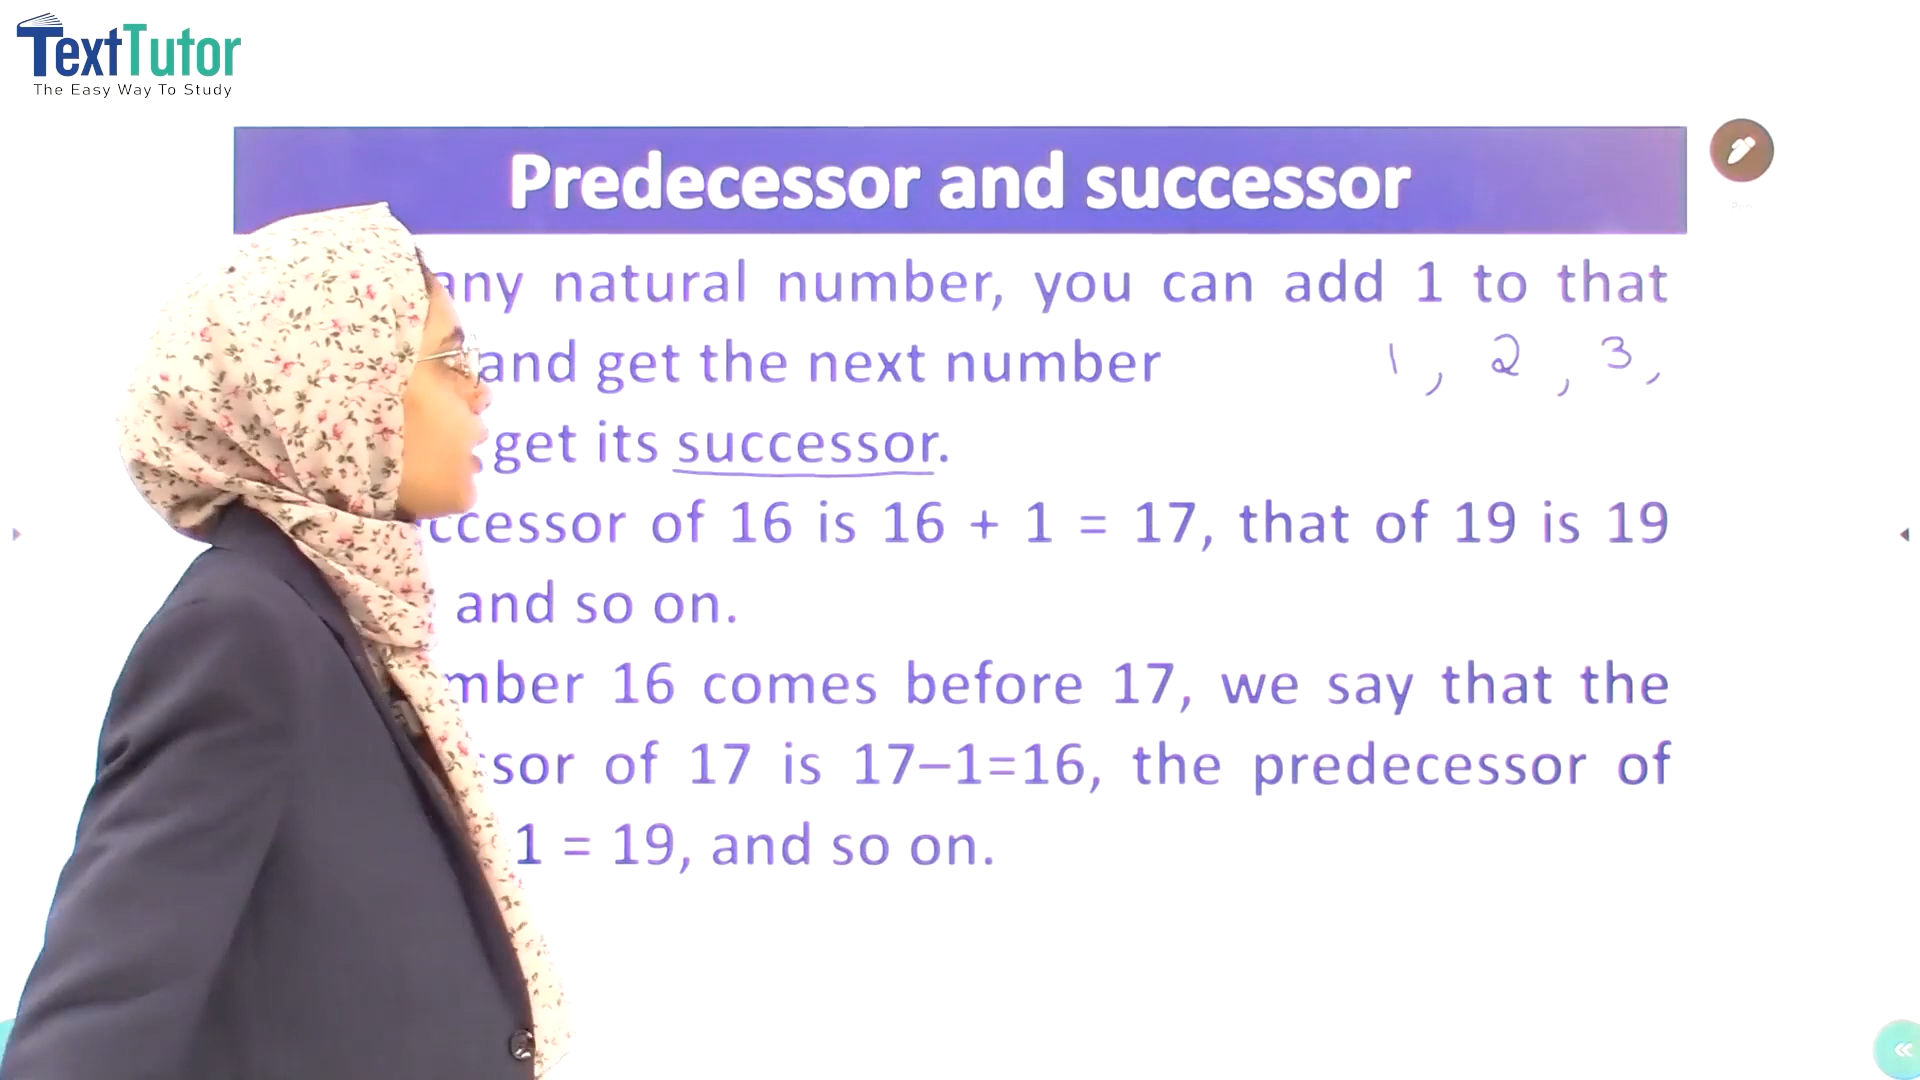 TextTutor
The Easy Way To Study
Predecessor and successor
any natural number, you can add 1 to that
and get the next number
1, 2, 3,
get its successor.
of 16 is 16 + 1 = 17, that of 19 is 19
and so on.
16 comes before 17, we say that the
of 17 is 17–1=16, the predecessor of
1 = 19, and so on.